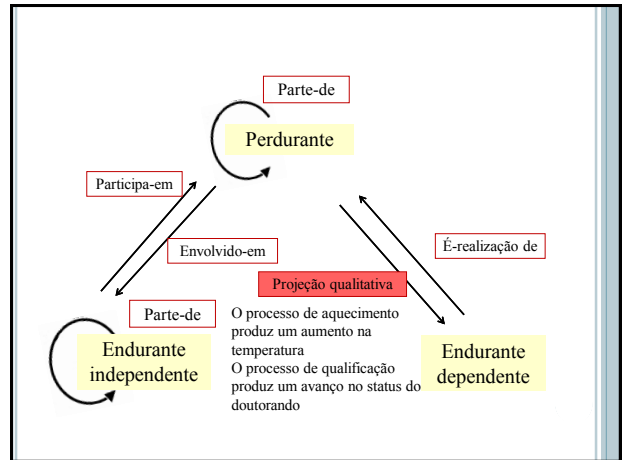 Parte-de
Perdurante
Participa-em
Envolvido-em
É-realização de
Projeção qualitativa
Parte-de
O processo de aquecimento
produz um aumento na
temperatura
O processo de qualificação
produz um avanço no status do
doutorando
Endurante
independente
Endurante
dependente